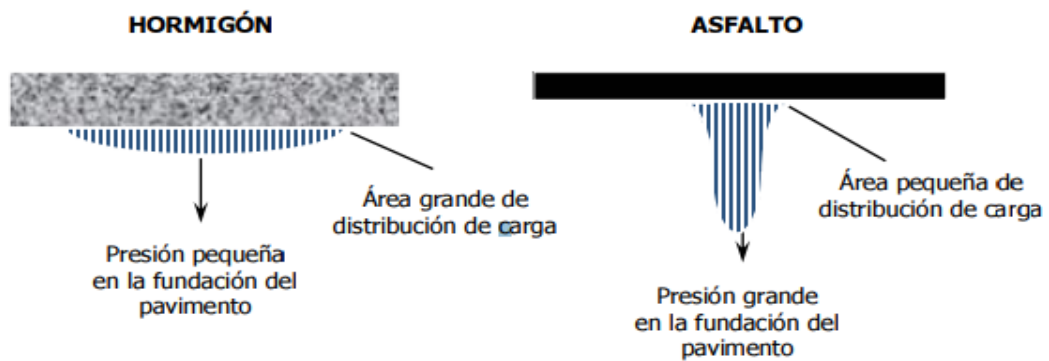 HORMIGÓN
ASFALTO
Área grande de
distribución de carga
Presión pequeña
en la fundación del
pavimento
Área pequeña de
distribución de carga
Presión grande
en la fundación del
pavimento